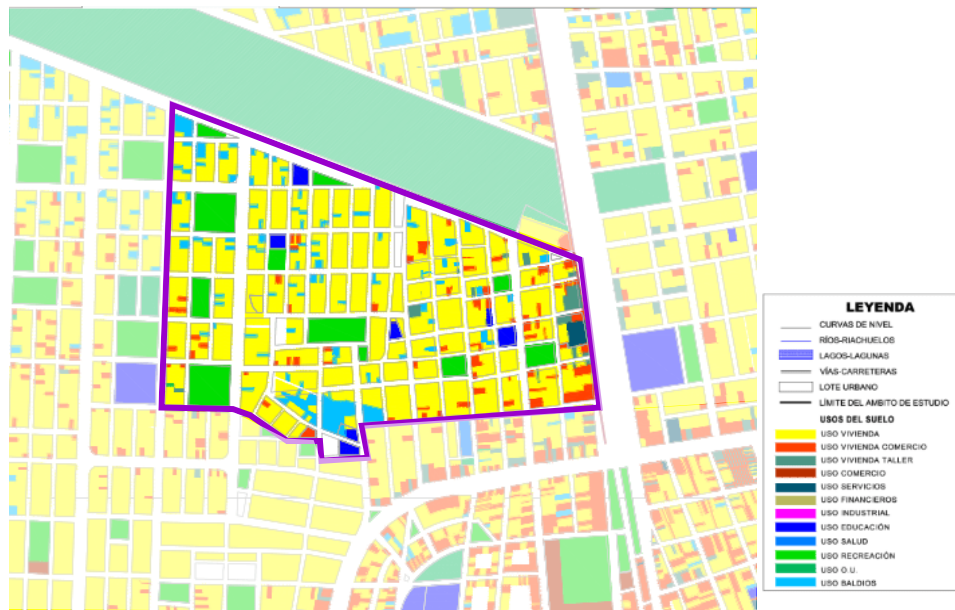 LEYENDA
CURVAS DE NIVEL
RÍOS-RIACHUELOS
LAGOS-LAGUNAS
VÍAS-CARRETERAS
LOTE URBANO
LÍMITE DEL AMBITO DE ESTUDIO
USOS DEL SUELO
USO VIVIENDA
USO VIVIENDA COMERCIO
USO VIVIENDA TALLER
USO COMERCIO
USO SERVICIOS
USO FINANCIEROS
USO INDUSTRIAL
USO EDUCACIÓN
USO SALUD
USO RECREACIÓN
USO O.U.
USO BALDIOS